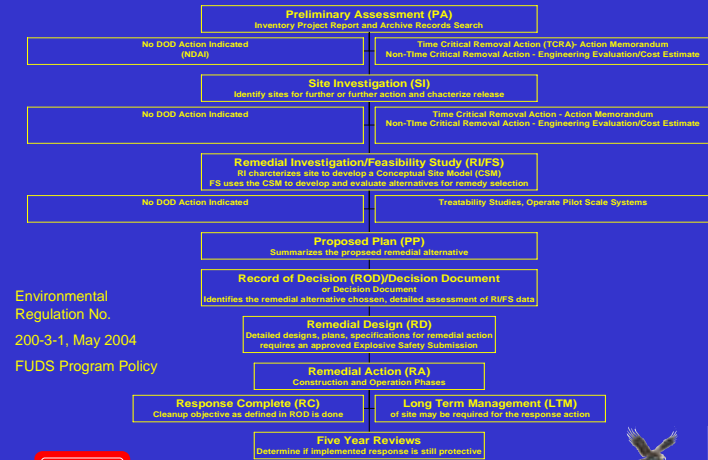 Preliminary Assessment (PA)
Inventory Project Report and Archive Records Search
No DOD Action Indicated
(NDAI)
Time Critical Removal Action (TCRA)- Action Memorandum
Non-TIme Critical Removal Action - Engineering Evaluation/Cost Estimate
Site Investigation (SI)
Identify sites for further or further action and chacterize release
No DOD Action Indicated
Time Critical Removal Action - Action Memorandum
Non-TIme Critical Removal Action - Engineering Evaluation/Cost Estimate
Remedial Investigation/Feasibility Study (RI/FS)
RI charcterizes site to develop a Conceptual Site Model (CSM)
FS uses the CSM to develop and evaluate alternatives for remedy selection
No DOD Action Indicated
Treatability Studies, Operate Pilot Scale Systems
Proposed Plan (PP)
Summarizes the propseed remedial alternative
Record of Decision (ROD)/Decision Document
or Decision Document
Identifies the remedial alternative chossen, detailed assessment of RI/FS data
Environmental
Regulation No.
200-3-1, May 2004
FUDS Program Policy
Remedial Design (RD)
Detailed designs, plans, specifications for remedial action
requires an approved Explosive Safety Submission
Remedial Action (RA)
Construction and Operation Phases
Response Complete (RC)
Cleanup objective as defined in ROD is done
Long Term Management (LTM)
of site may be required for the response action
Five Year Reviews
Determine if implemented response is still protective